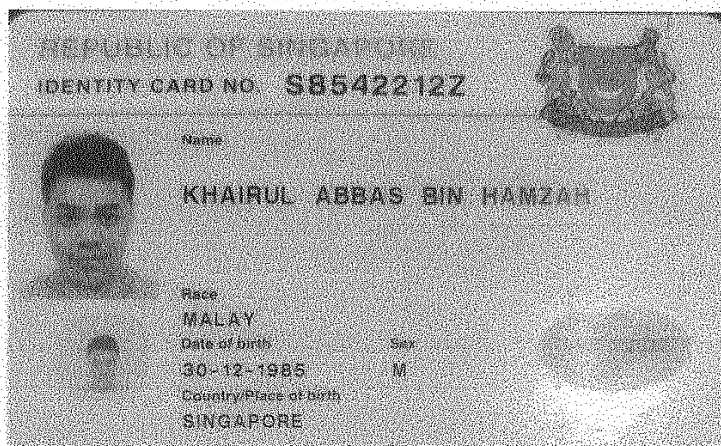 REPUBLIC OF SINGAPORE
IDENTITY CARD NO. S8542212Z
Name
KHAIRUL ABBAS BIN HAMZAH
Race
MALAY
Date of birth Sex
30-12-1985 M
Country/Place of birth
SINGAPORE